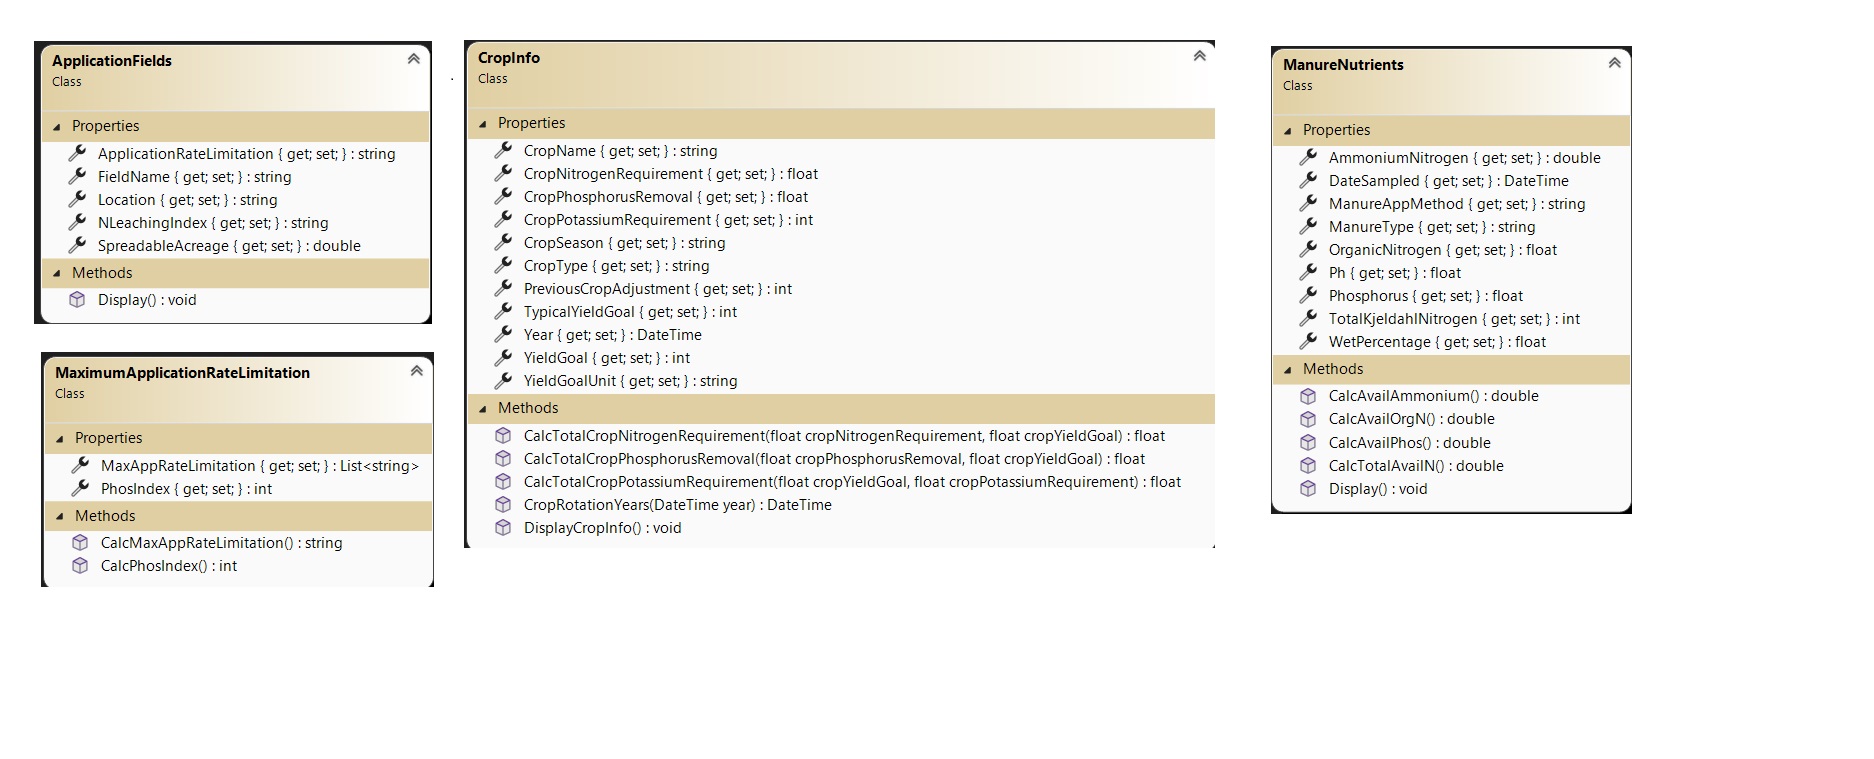 ApplicationFields
Class
Properties
ApplicationRateLimitation { get; set; } : string
FieldName { get; set; } : string
Location { get; set; } : string
NLeachingIndex { get; set; } : string
SpreadableAcreage { get; set; } : double
Methods
Display() : void
MaximumApplicationRateLimitation
Class
Properties
MaxAppRateLimitation { get; set; } : List<string>
PhosIndex { get; set; } : int
Methods
CalcMaxAppRateLimitation() : string
CalcPhosIndex() : int
.
CropInfo
Class
Properties
CropName { get; set; } : string
CropNitrogenRequirement { get; set; } : float
CropPhosphorusRemoval { get; set; } : float
CropPotassiumRequirement { get; set; } : int
CropSeason { get; set; } : string
CropType { get; set; } : string
PreviousCropAdjustment { get; set; } : int
TypicalYieldGoal { get; set; } : int
Year { get; set; } : DateTime
YieldGoal { get; set; } : int
YieldGoalUnit { get; set; } : string
Methods
CalcTotalCropNitrogenRequirement(float cropNitrogenRequirement, float cropYieldGoal) : float
CalcTotalCropPhosphorusRemoval(float cropPhosphorusRemoval, float cropYieldGoal) : float
CalcTotalCropPotassiumRequirement(float cropYieldGoal, float cropPotassiumRequirement) : float
CropRotationYears(DateTime year) : DateTime
DisplayCropInfo() : void
ManureNutrients
Class
Properties
AmmoniumNitrogen { get; set; } : double
DateSampled { get; set; } : DateTime
ManureAppMethod { get; set; } : string
ManureType { get; set; } : string
OrganicNitrogen { get; set; } : float
Ph { get; set; } : float
Phosphorus { get; set; } : float
TotalKjeldahlNitrogen { get; set; } : int
WetPercentage { get; set; } : float
Methods
CalcAvailAmmonium() : double
CalcAvailOrgN() : double
CalcAvailPhos() : double
CalcTotalAvailN() : double
Display() : void